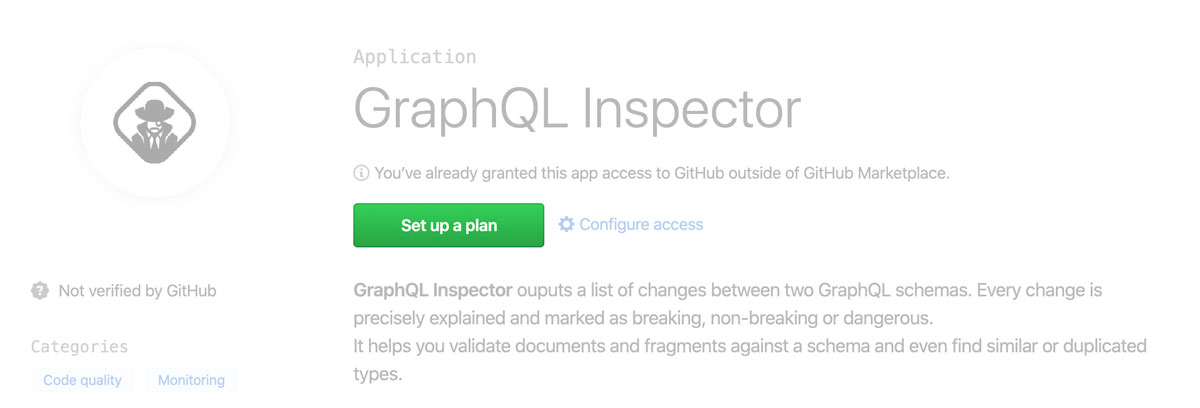 Application
GraphQL Inspector
You’ve already granted this app access to GitHub outside of GitHub Marketplace.
Set up a plan
Configure access
Not verified by GitHub
GraphQL Inspector ouputs a list of changes between two GraphQL schemas. Every change is
precisely explained and marked as breaking, non-breaking or dangerous.
It helps you validate documents and fragments against a schema and even find similar or duplicated
types.
Categories
Code quality
Monitoring